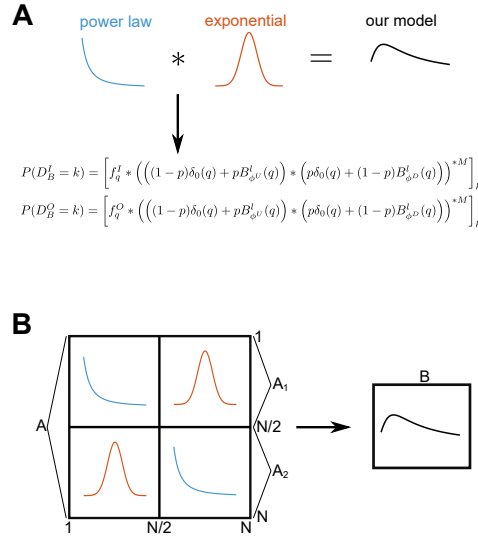 A
power law exponential our model
* =
P(D_B^I = k) = [f_q^I * (((1 − p)δ_0(q) + pB_{ϕ^U}^l(q)) * (pδ_0(q) + (1 − p)B_{ϕ^D}^l(q)))^{*M}]
P(D_B^O = k) = [f_q^O * (((1 − p)δ_0(q) + pB_{ϕ^U}^l(q)) * (pδ_0(q) + (1 − p)B_{ϕ^D}^l(q)))^{*M}]
B
1
A_1
B
A
N/2
A_2
N
1 N/2 N